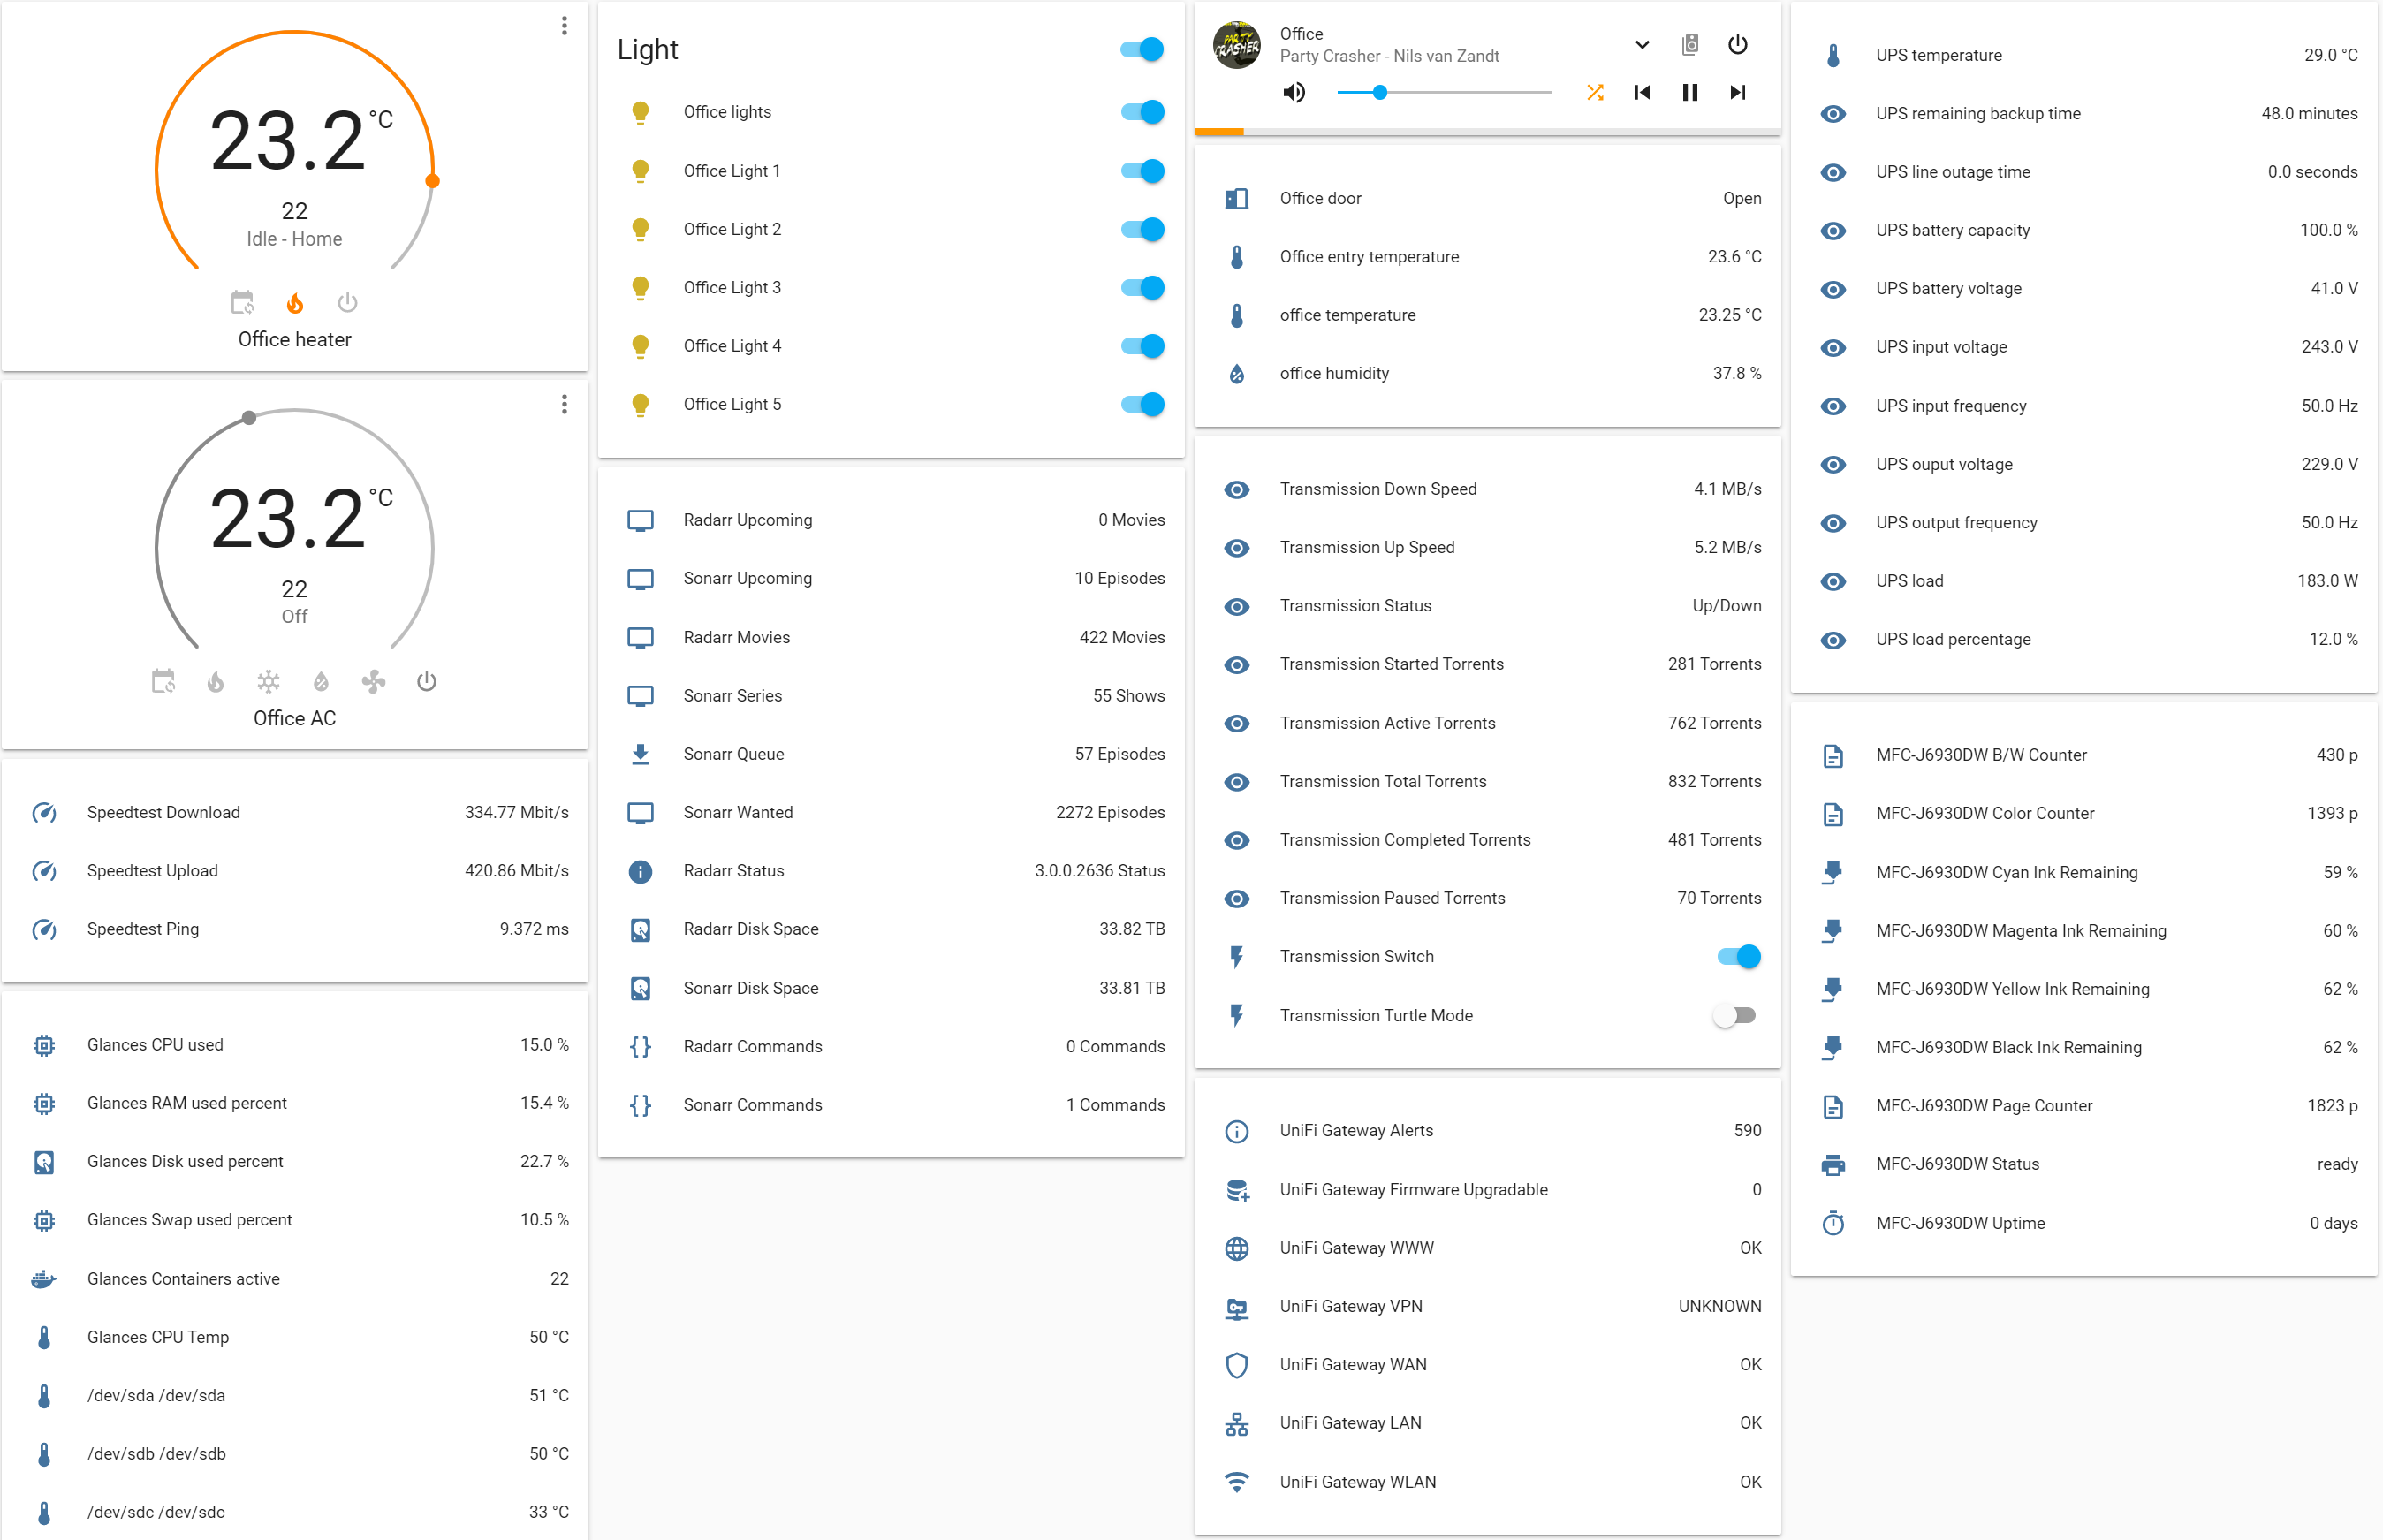 23.2 °C
22
Idle - Home
Office heater
23.2 °C
22
Off
Office AC
Speedtest Download 334.77 Mbit/s
Speedtest Upload 420.86 Mbit/s
Speedtest Ping 9.372 ms
Glances CPU used 15.0 %
Glances RAM used percent 15.4 %
Glances Disk used percent 22.7 %
Glances Swap used percent 10.5 %
Glances Containers active 22
Glances CPU Temp 50 °C
/dev/sda /dev/sda 51 °C
/dev/sdb /dev/sdb 50 °C
/dev/sdc /dev/sdc 33 °C
Light
Office lights
Office Light 1
Office Light 2
Office Light 3
Office Light 4
Office Light 5
Radarr Upcoming 0 Movies
Sonarr Upcoming 10 Episodes
Radarr Movies 422 Movies
Sonarr Series 55 Shows
Sonarr Queue 57 Episodes
Sonarr Wanted 2272 Episodes
Radarr Status 3.0.0.2636 Status
Radarr Disk Space 33.82 TB
Sonarr Disk Space 33.81 TB
Radarr Commands 0 Commands
Sonarr Commands 1 Commands
PARTY
CRASHER
Office
Party Crasher - Nils van Zandt
Office door Open
Office entry temperature 23.6 °C
office temperature 23.25 °C
office humidity 37.8 %
Transmission Down Speed 4.1 MB/s
Transmission Up Speed 5.2 MB/s
Transmission Status Up/Down
Transmission Started Torrents 281 Torrents
Transmission Active Torrents 762 Torrents
Transmission Total Torrents 832 Torrents
Transmission Completed Torrents 481 Torrents
Transmission Paused Torrents 70 Torrents
Transmission Switch
Transmission Turtle Mode
UniFi Gateway Alerts 590
UniFi Gateway Firmware Upgradable 0
UniFi Gateway WWW OK
UniFi Gateway VPN UNKNOWN
UniFi Gateway WAN OK
UniFi Gateway LAN OK
UniFi Gateway WLAN OK
UPS temperature 29.0 °C
UPS remaining backup time 48.0 minutes
UPS line outage time 0.0 seconds
UPS battery capacity 100.0 %
UPS battery voltage 41.0 V
UPS input voltage 243.0 V
UPS input frequency 50.0 Hz
UPS ouput voltage 229.0 V
UPS output frequency 50.0 Hz
UPS load 183.0 W
UPS load percentage 12.0 %
MFC-J6930DW B/W Counter 430 p
MFC-J6930DW Color Counter 1393 p
MFC-J6930DW Cyan Ink Remaining 59 %
MFC-J6930DW Magenta Ink Remaining 60 %
MFC-J6930DW Yellow Ink Remaining 62 %
MFC-J6930DW Black Ink Remaining 62 %
MFC-J6930DW Page Counter 1823 p
MFC-J6930DW Status ready
MFC-J6930DW Uptime 0 days